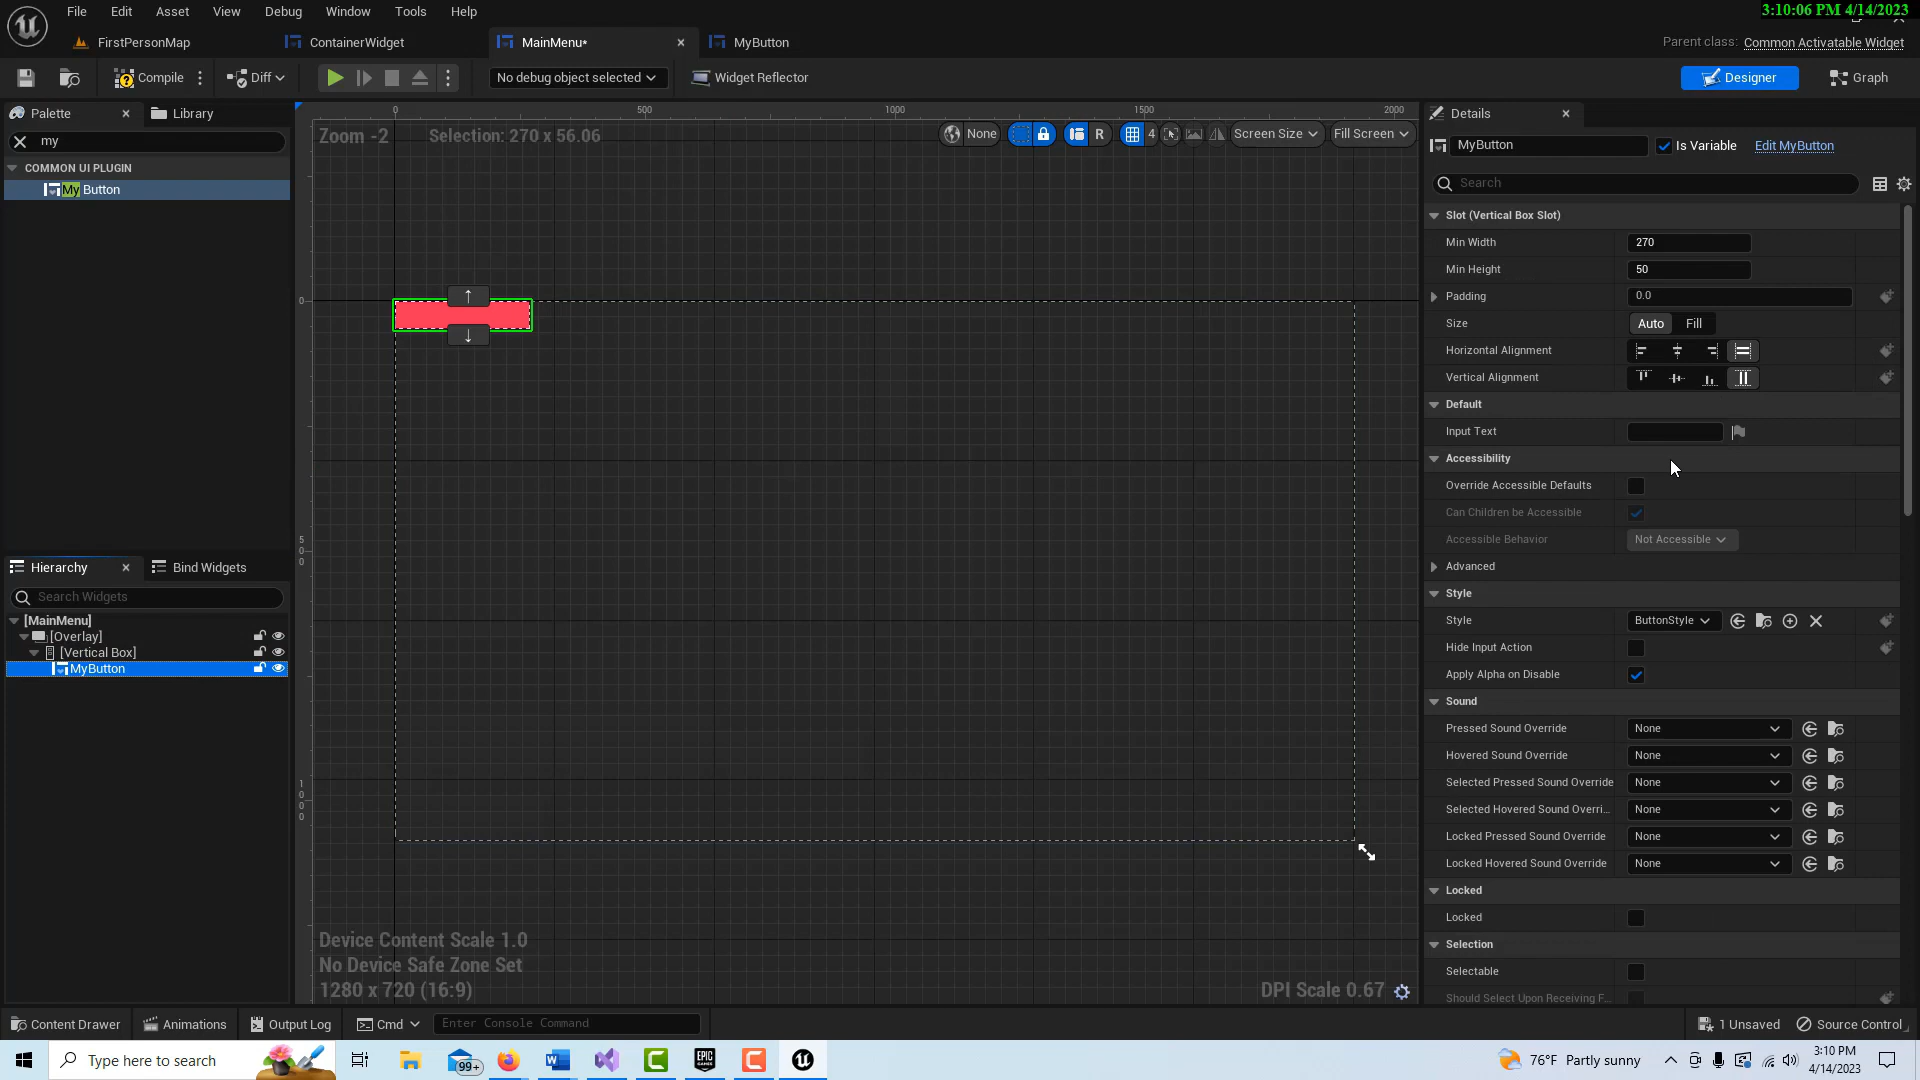 File Edit Asset View Debug Window Tools Help
3:10:06 PM 4/14/2023
FirstPersonMap
ContainerWidget
MainMenu*
MyButton
Parent class: Common Activatable Widget
Compile
Diff
No debug object selected
Widget Reflector
Designer
Graph
Palette
Library
my
COMMON UI PLUGIN
My Button
0 500 1000 1500 2000
Zoom -2
Selection: 270 x 56.06
None
R
4
Screen Size
Fill Screen
0
5
0
0
1
0
0
0
Device Content Scale 1.0
No Device Safe Zone Set
1280 x 720 (16:9)
DPI Scale 0.67
Hierarchy
Bind Widgets
Search Widgets
[MainMenu]
[Overlay]
[Vertical Box]
MyButton
Details
MyButton
Is Variable
Edit MyButton
Search
Slot (Vertical Box Slot)
Min Width 270
Min Height 50
Padding 0.0
Size Auto Fill
Horizontal Alignment
Vertical Alignment
Default
Input Text
Accessibility
Override Accessible Defaults
Can Children be Accessible
Accessible Behavior Not Accessible
Advanced
Style
Style ButtonStyle
Hide Input Action
Apply Alpha on Disable
Sound
Pressed Sound Override None
Hovered Sound Override None
Selected Pressed Sound Override None
Selected Hovered Sound Overri... None
Locked Pressed Sound Override None
Locked Hovered Sound Override None
Locked
Locked
Selection
Selectable
Should Select Upon Receiving F...
Content Drawer
Animations
Output Log
Cmd
Enter Console Command
1 Unsaved
Source Control
Type here to search
99+
EPIC
GAMES
76°F Partly sunny
3:10 PM
4/14/2023